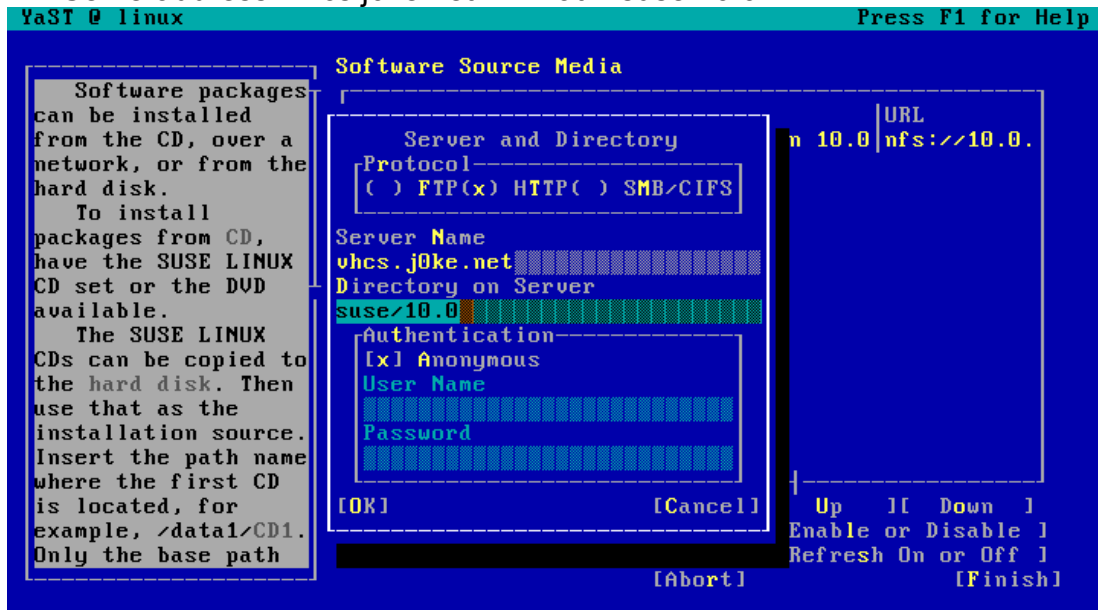 YaST @ linux Press F1 for Help
Software Source Media
Software packages
can be installed
from the CD, over a
network, or from the
hard disk.
To install
packages from CD,
have the SUSE LINUX
CD set or the DVD
available.
The SUSE LINUX
CDs can be copied to
the hard disk. Then
use that as the
installation source.
Insert the path name
where the first CD
is located, for
example, /data1/CD1.
Only the base path
URL
n 10.0 nfs://10.0.
Server and Directory
Protocol
( ) FTP(x) HTTP( ) SMB/CIFS
Server Name
vhcs.j0ke.net
Directory on Server
suse/10.0
Authentication
[x] Anonymous
User Name
Password
[OK] [Cancel]
Up ][ Down ]
Enable or Disable ]
Refresh On or Off ]
[Abort] [Finish]